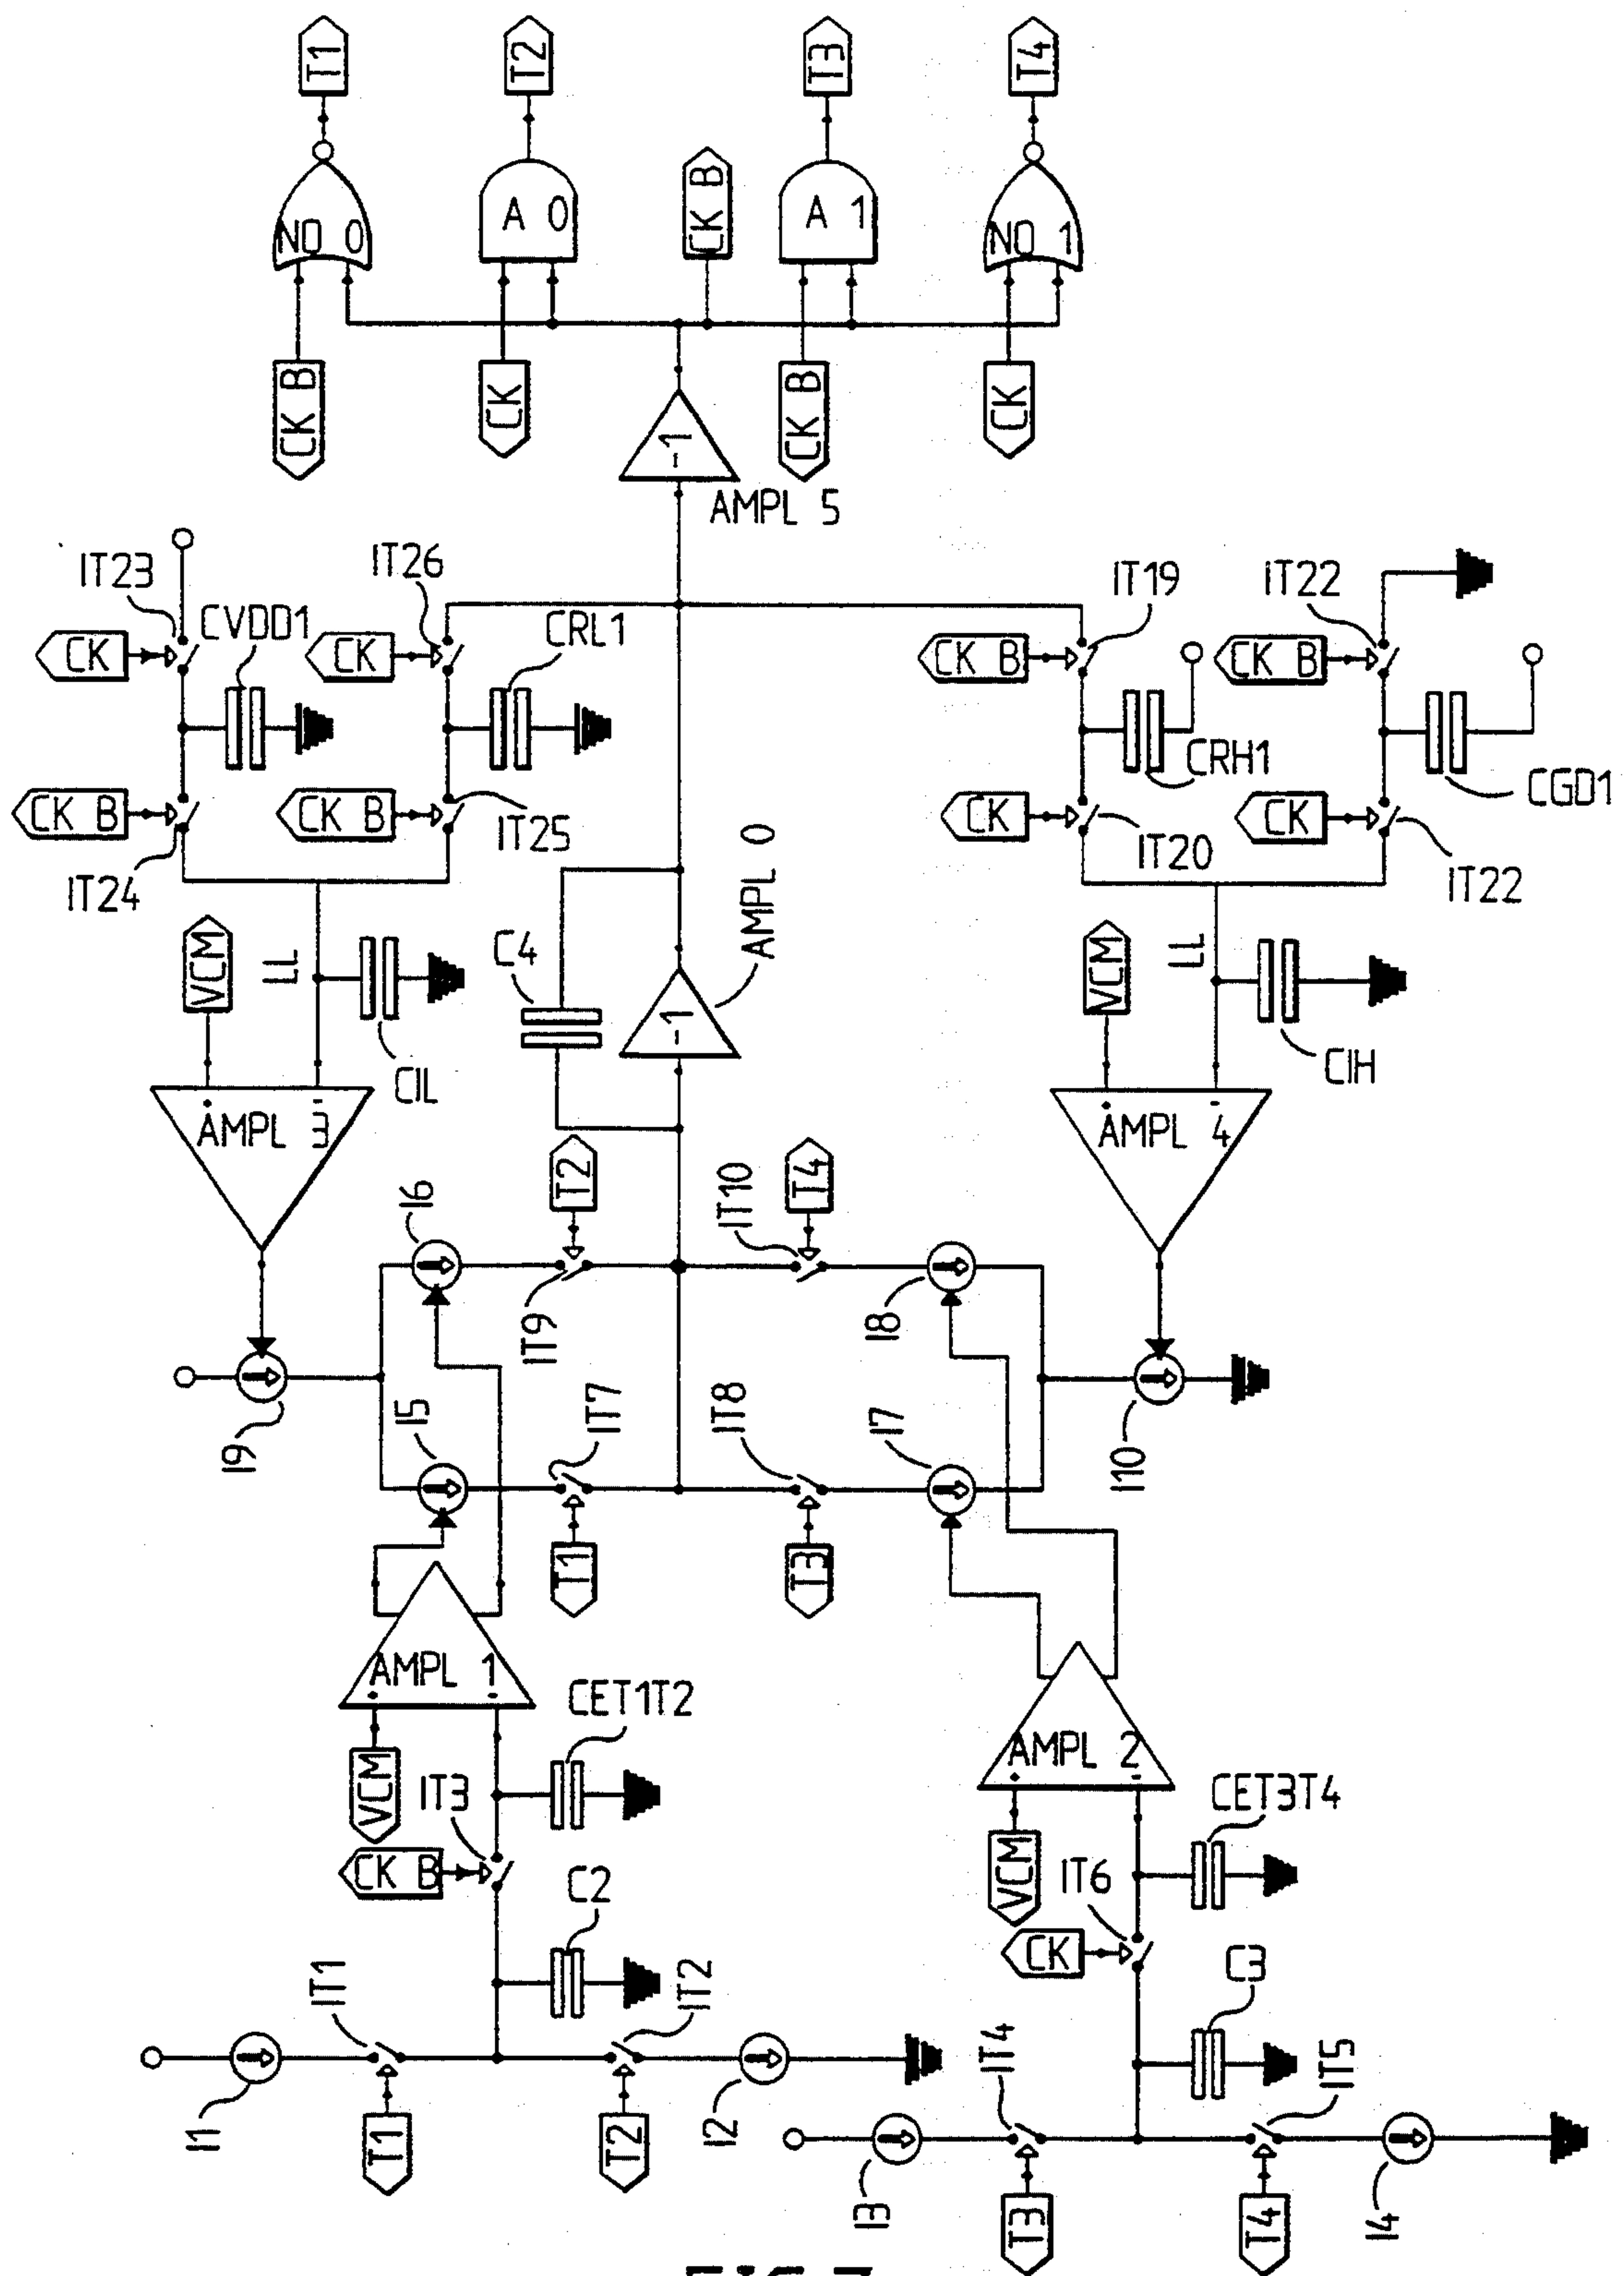 T1
T2
T3
T4
NO 0
A 0
CK B
A 1
NO 1
CK B
CK
CK B
CK
-1
AMPL 5
IT23
IT26
IT19
IT22
CK
CVDD1
CK
CRL1
CK B
CK B
CRH1
CGD1
CK B
CK B
CK
CK
IT24
IT25
IT20
IT22
VCM
LL
C4
AMPL 0
VCM
LL
-1
CIL
CIH
AMPL 3
AMPL 4
T2
T4
I6
IT10
IT9
I8
I9
I5
IT7
IT8
I7
I10
T1
T3
AMPL 1
CET1T2
VCM
IT3
AMPL 2
CET3T4
CK B
C2
VCM
IT6
CK
C3
IT1
IT2
IT4
IT5
I1
T1
T2
I2
I3
T3
T4
I4